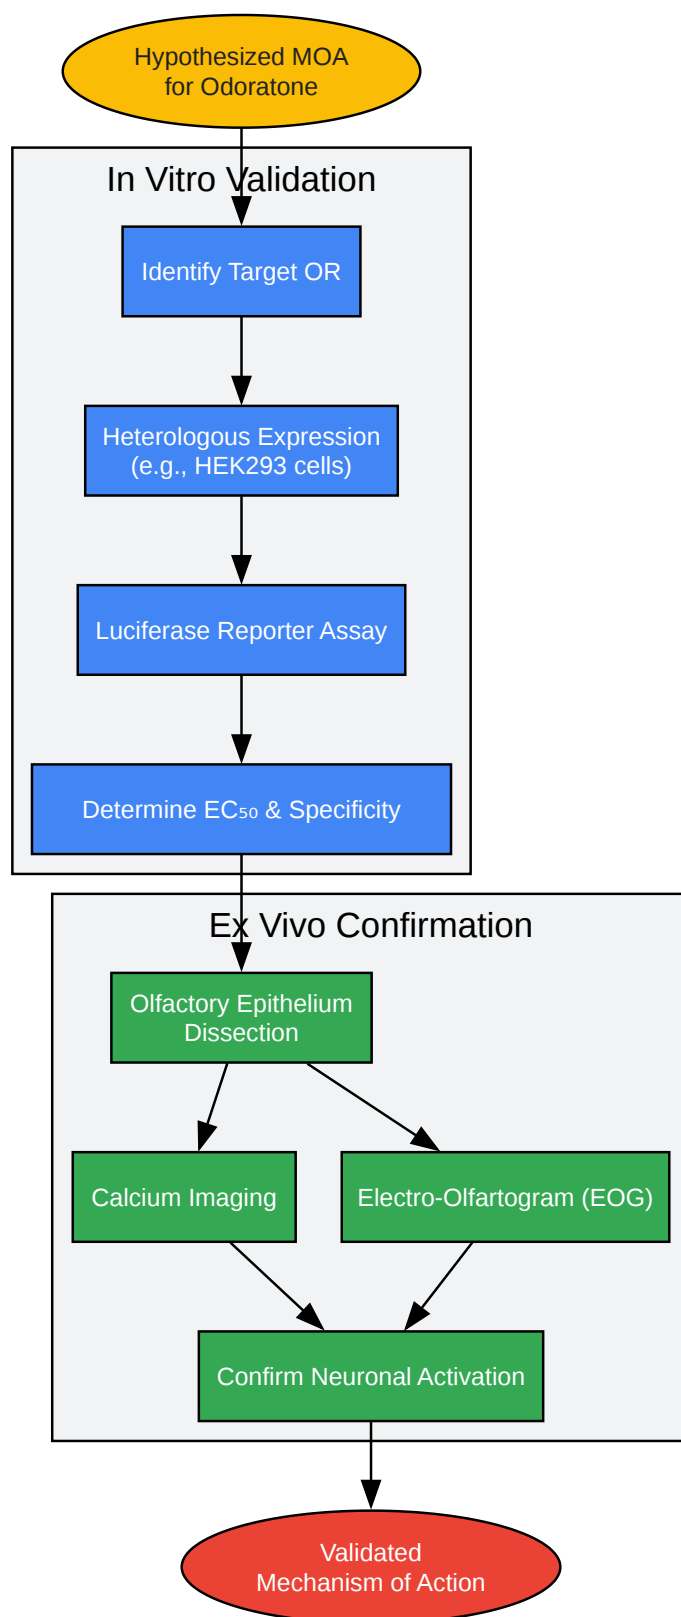 Hypothesized MOA
for Odoratone
In Vitro Validation
Identify Target OR
Heterologous Expression
(e.g., HEK293 cells)
Luciferase Reporter Assay
Determine EC₅₀ & Specificity
Ex Vivo Confirmation
Olfactory Epithelium
Dissection
Calcium Imaging
Electro-Olfartogram (EOG)
Confirm Neuronal Activation
Validated
Mechanism of Action